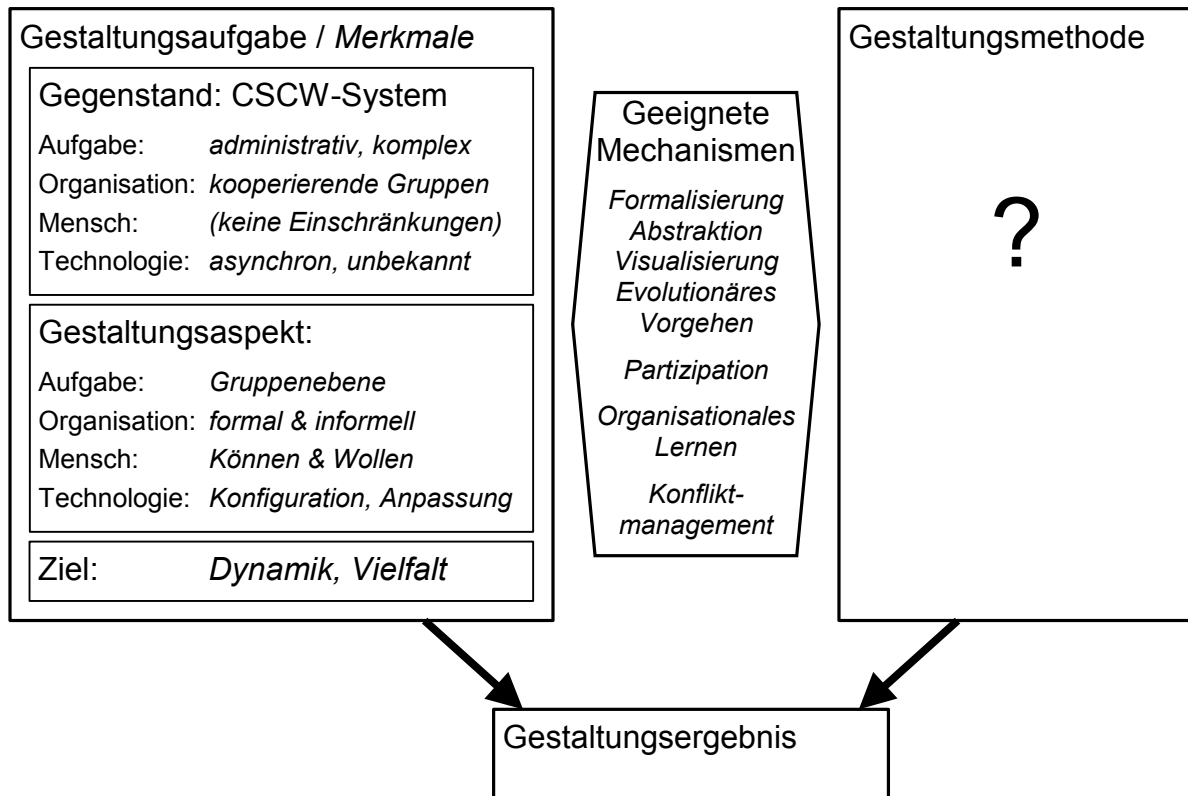 Gestaltungsaufgabe / Merkmale
Gegenstand: CSCW-System
Aufgabe: administrativ, komplex
Organisation: kooperierende Gruppen
Mensch: (keine Einschränkungen)
Technologie: asynchron, unbekannt
Gestaltungsaspekt:
Aufgabe: Gruppenebene
Organisation: formal & informell
Mensch: Können & Wollen
Technologie: Konfiguration, Anpassung
Ziel: Dynamik, Vielfalt
Geeignete
Mechanismen
Formalisierung
Abstraktion
Visualisierung
Evolutionäres
Vorgehen
Partizipation
Organisationales
Lernen
Konflikt-
management
Gestaltungsmethode
?
Gestaltungsergebnis